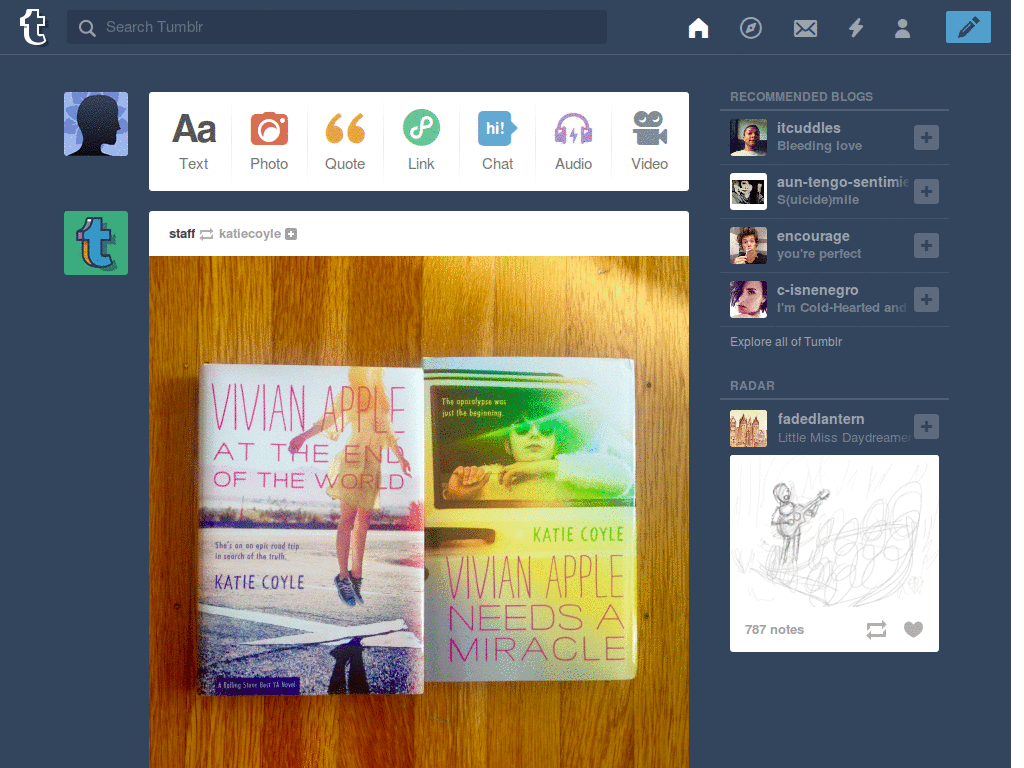 t
Search Tumblr
Aa
hi!
Text
Photo
Quote
Link
Chat
Audio
Video
t
staff katiecoyle
VIVIAN APPLE
AT THE END
OF THE WORLD
She's on an epic road trip
in search of the truth.
KATIE COYLE
A Rolling Stone Best YA Novel
The apocalypse was
just the beginning.
KATIE COYLE
VIVIAN APPLE
NEEDS A
MIRACLE
RECOMMENDED BLOGS
itcuddles
Bleeding love
aun-tengo-sentimie
S(uicide)mile
encourage
you're perfect
c-isnenegro
I'm Cold-Hearted and
Explore all of Tumblr
RADAR
fadedlantern
Little Miss Daydreamer
787 notes